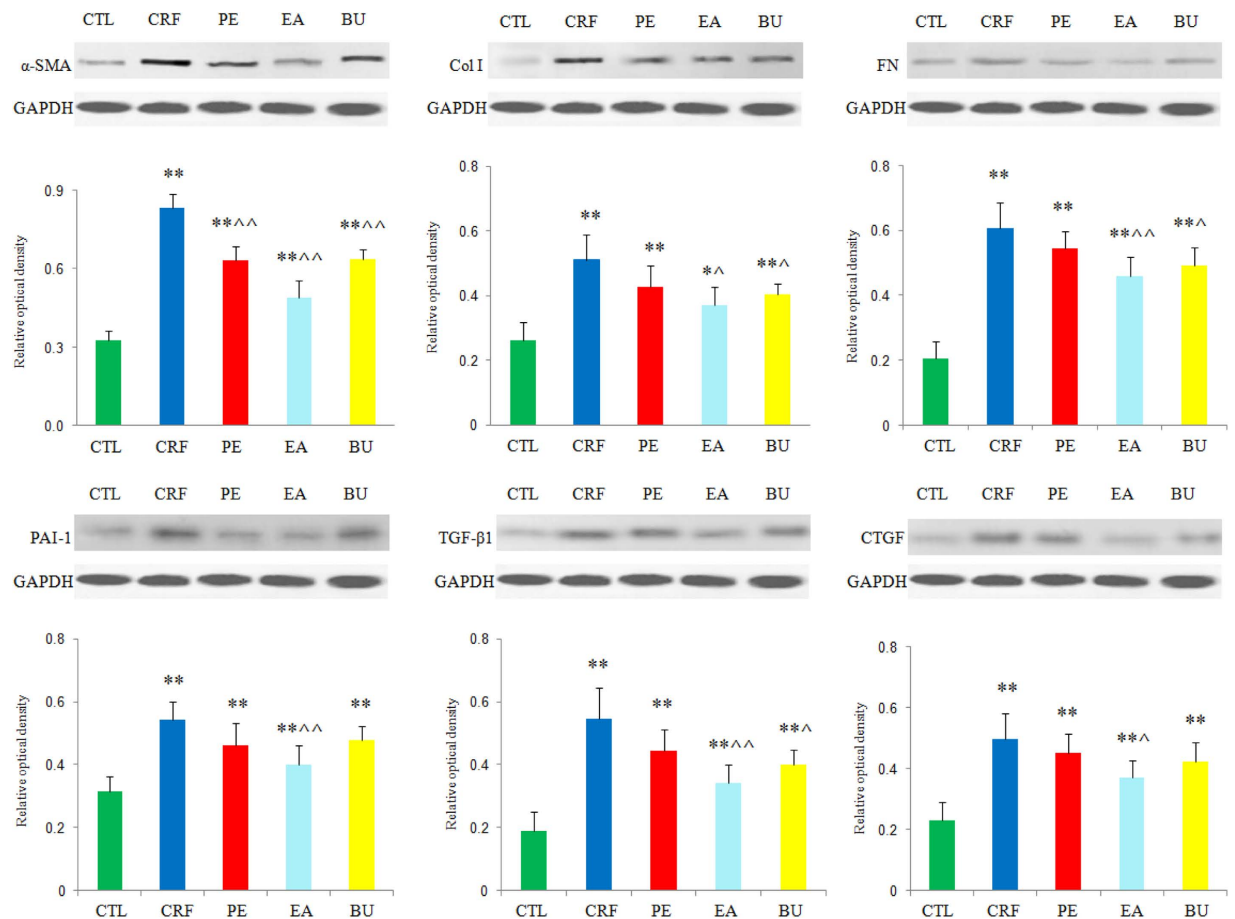 CTL CRF PE EA BU
α-SMA
GAPDH
Relative optical density
0.9
0.6
0.3
0.0
**
**^^
**^^
**^^
CTL CRF PE EA BU
CTL CRF PE EA BU
Col I
GAPDH
Relative optical density
0.8
0.6
0.4
0.2
0
**
**
*^
**^
CTL CRF PE EA BU
CTL CRF PE EA BU
FN
GAPDH
Relative optical density
0.8
0.6
0.4
0.2
0
**
**
**^^
**^
CTL CRF PE EA BU
CTL CRF PE EA BU
PAI-1
GAPDH
Relative optical density
0.8
0.6
0.4
0.2
0
**
**
**^^
**
CTL CRF PE EA BU
CTL CRF PE EA BU
TGF-β1
GAPDH
Relative optical density
0.8
0.6
0.4
0.2
0
**
**
**^^
**^
CTL CRF PE EA BU
CTL CRF PE EA BU
CTGF
GAPDH
Relative optical density
0.8
0.6
0.4
0.2
0
**
**
**^
**
CTL CRF PE EA BU